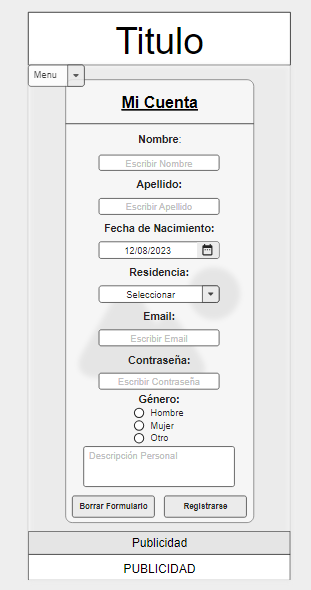 Titulo
Menu
Mi Cuenta
Nombre:
Escribir Nombre
Apellido:
Escribir Apellido
Fecha de Nacimiento:
12/08/2023
Residencia:
Seleccionar
Email:
Escribir Email
Contraseña:
Escribir Contraseña
Género:
Hombre
Mujer
Otro
Descripción Personal
Borrar Formulario Registrarse
Publicidad
PUBLICIDAD